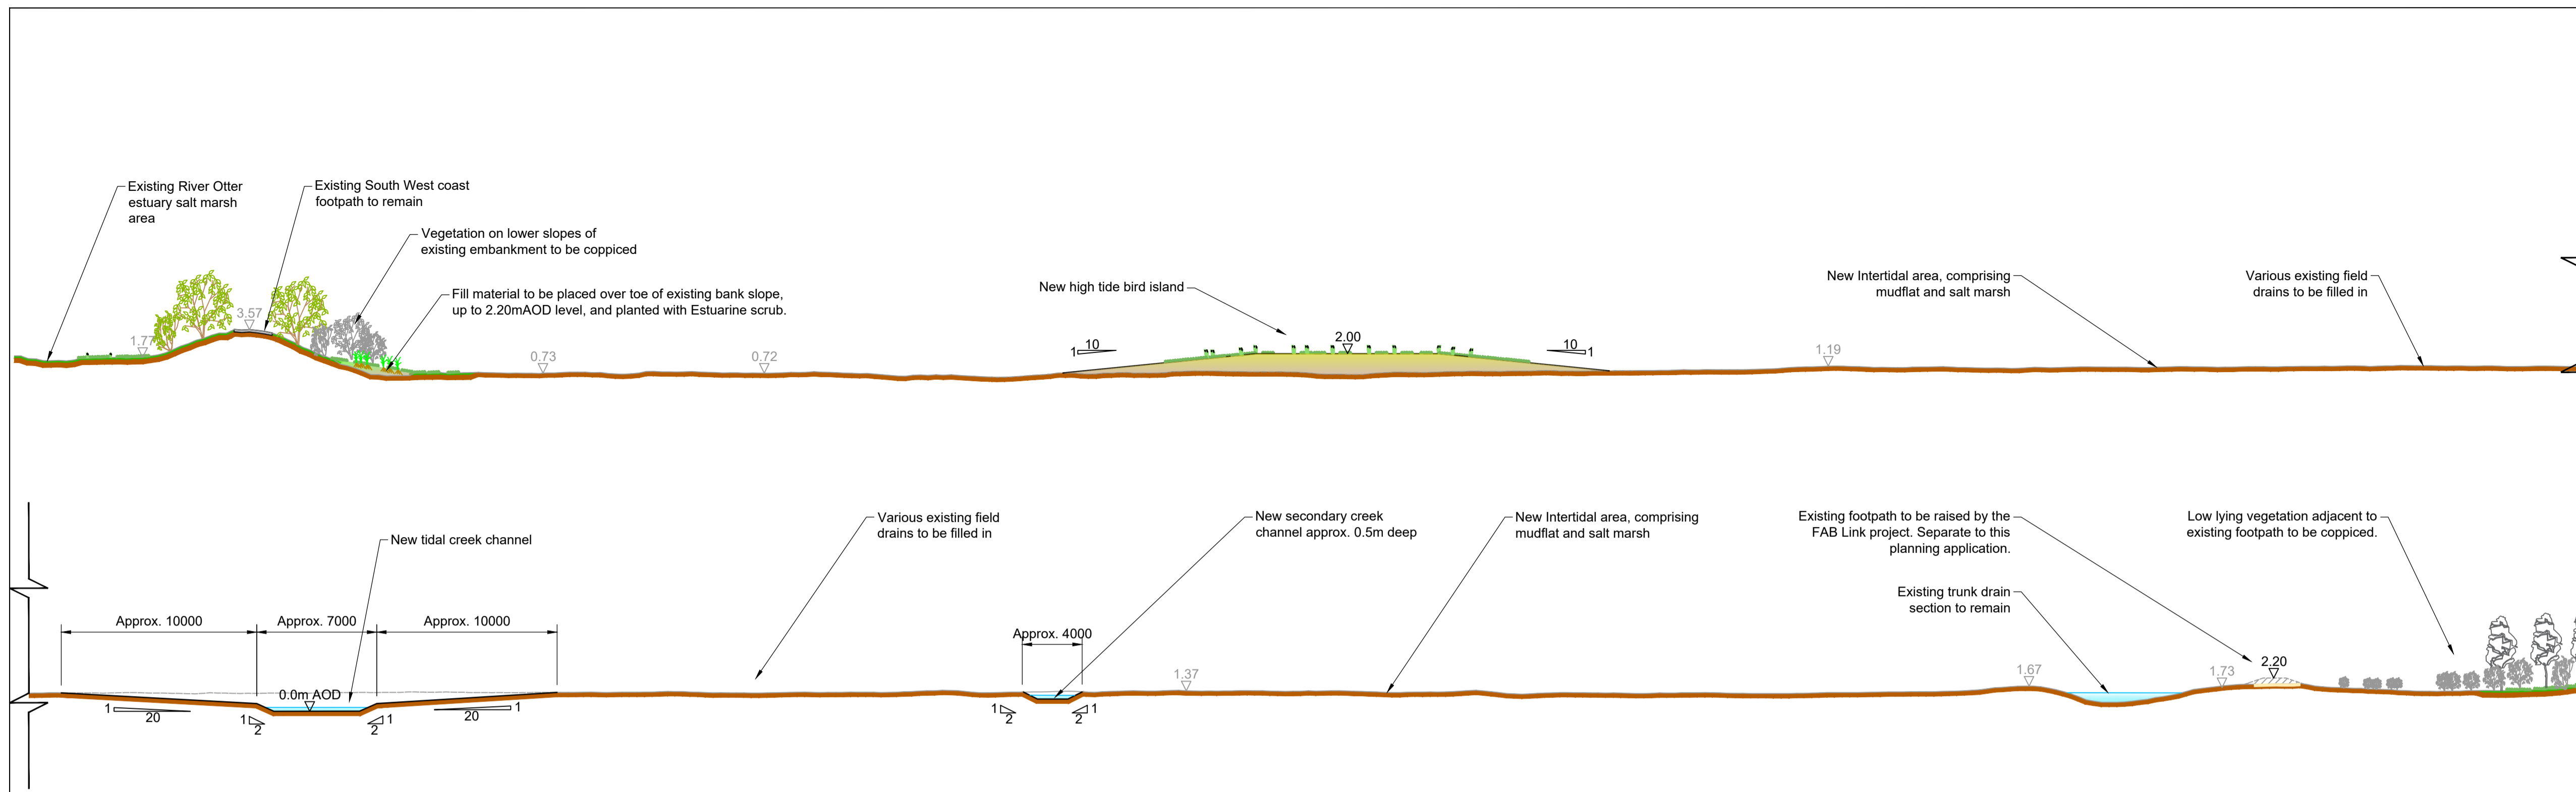 Existing River Otter
estuary salt marsh
area
Existing South West coast
footpath to remain
Vegetation on lower slopes of
existing embankment to be coppiced
Fill material to be placed over toe of existing bank slope,
up to 2.20mAOD level, and planted with Estuarine scrub.
New high tide bird island
New Intertidal area, comprising
mudflat and salt marsh
Various existing field
drains to be filled in
1.77
3.57
0.73
0.72
10
1
2.00
10
1
1.19
New tidal creek channel
Various existing field
drains to be filled in
New secondary creek
channel approx. 0.5m deep
New Intertidal area, comprising
mudflat and salt marsh
Existing footpath to be raised by the
FAB Link project. Separate to this
planning application.
Existing trunk drain
section to remain
Low lying vegetation adjacent to
existing footpath to be coppiced.
Approx. 10000
Approx. 7000
Approx. 10000
Approx. 4000
0.0m AOD
1.37
1.67
1.73
2.20
1
20
1
2
1
2
20
1
1
2
1
2